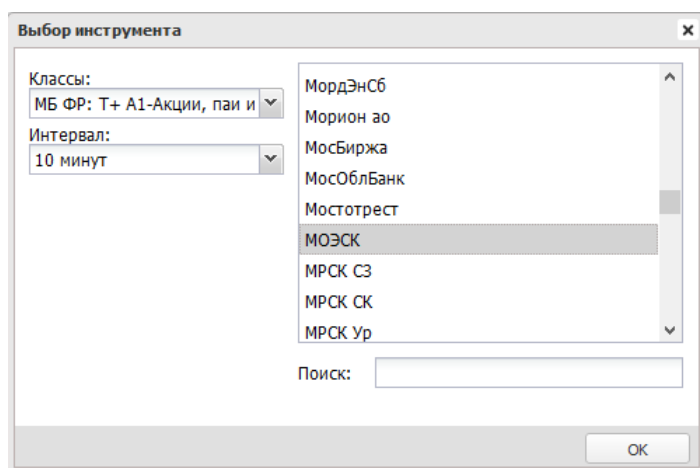 Выбор инструмента
Классы:
МБ ФР: Т+ А1-Акции, паи и
Интервал:
10 минут
МордЭнСб
Морион ао
МосБиржа
МосОблБанк
Мостотрест
МОЭСК
МРСК СЗ
МРСК СК
МРСК Ур
Поиск:
ОК